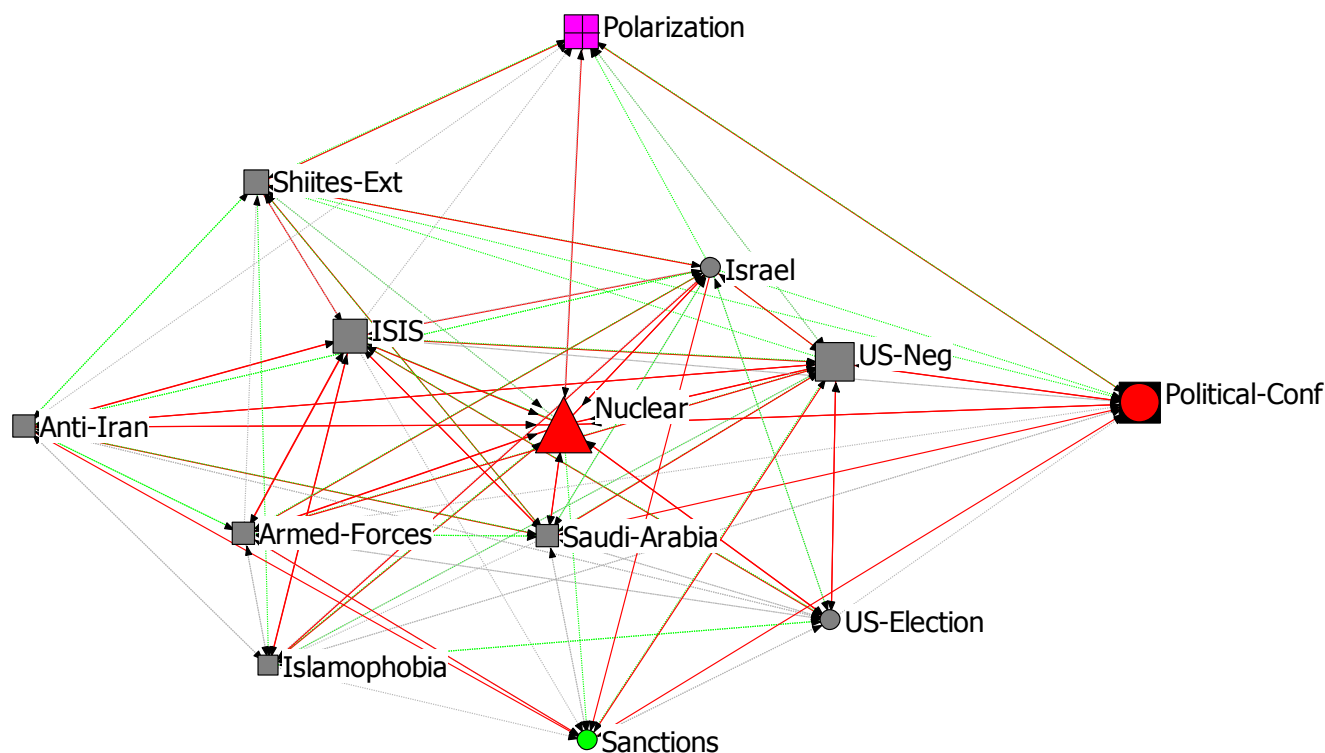 Polarization
Shiites-Ext
Israel
ISIS
US-Neg
Political-Conf
Nuclear
Anti-Iran
Armed-Forces
Saudi-Arabia
US-Election
Islamophobia
Sanctions